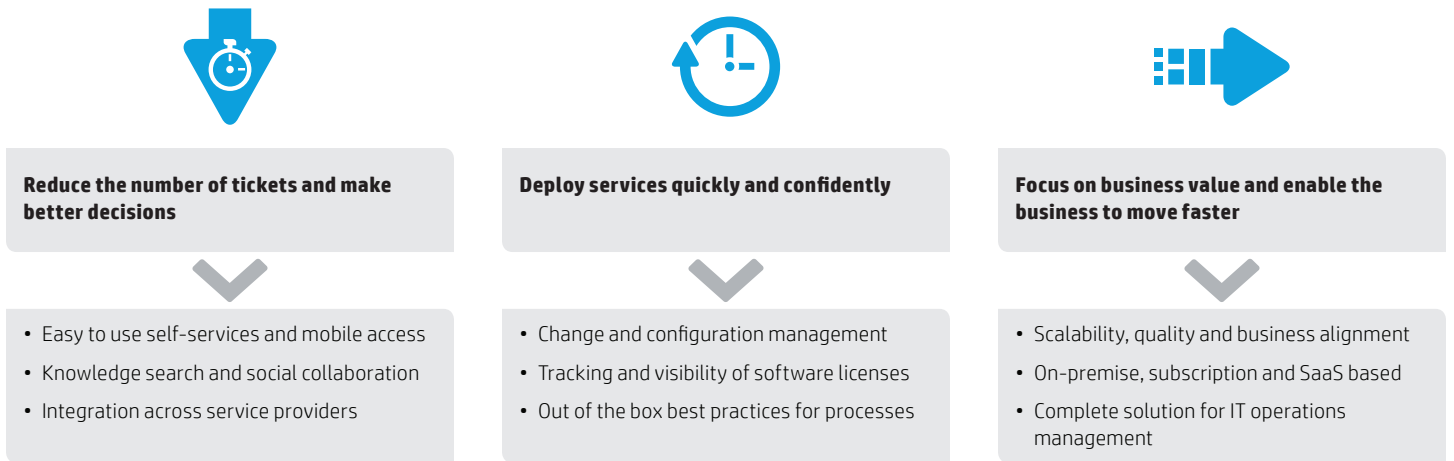 Reduce the number of tickets and make
better decisions
• Easy to use self-services and mobile access
• Knowledge search and social collaboration
• Integration across service providers
Deploy services quickly and confidently
• Change and configuration management
• Tracking and visibility of software licenses
• Out of the box best practices for processes
Focus on business value and enable the
business to move faster
• Scalability, quality and business alignment
• On-premise, subscription and SaaS based
• Complete solution for IT operations
management